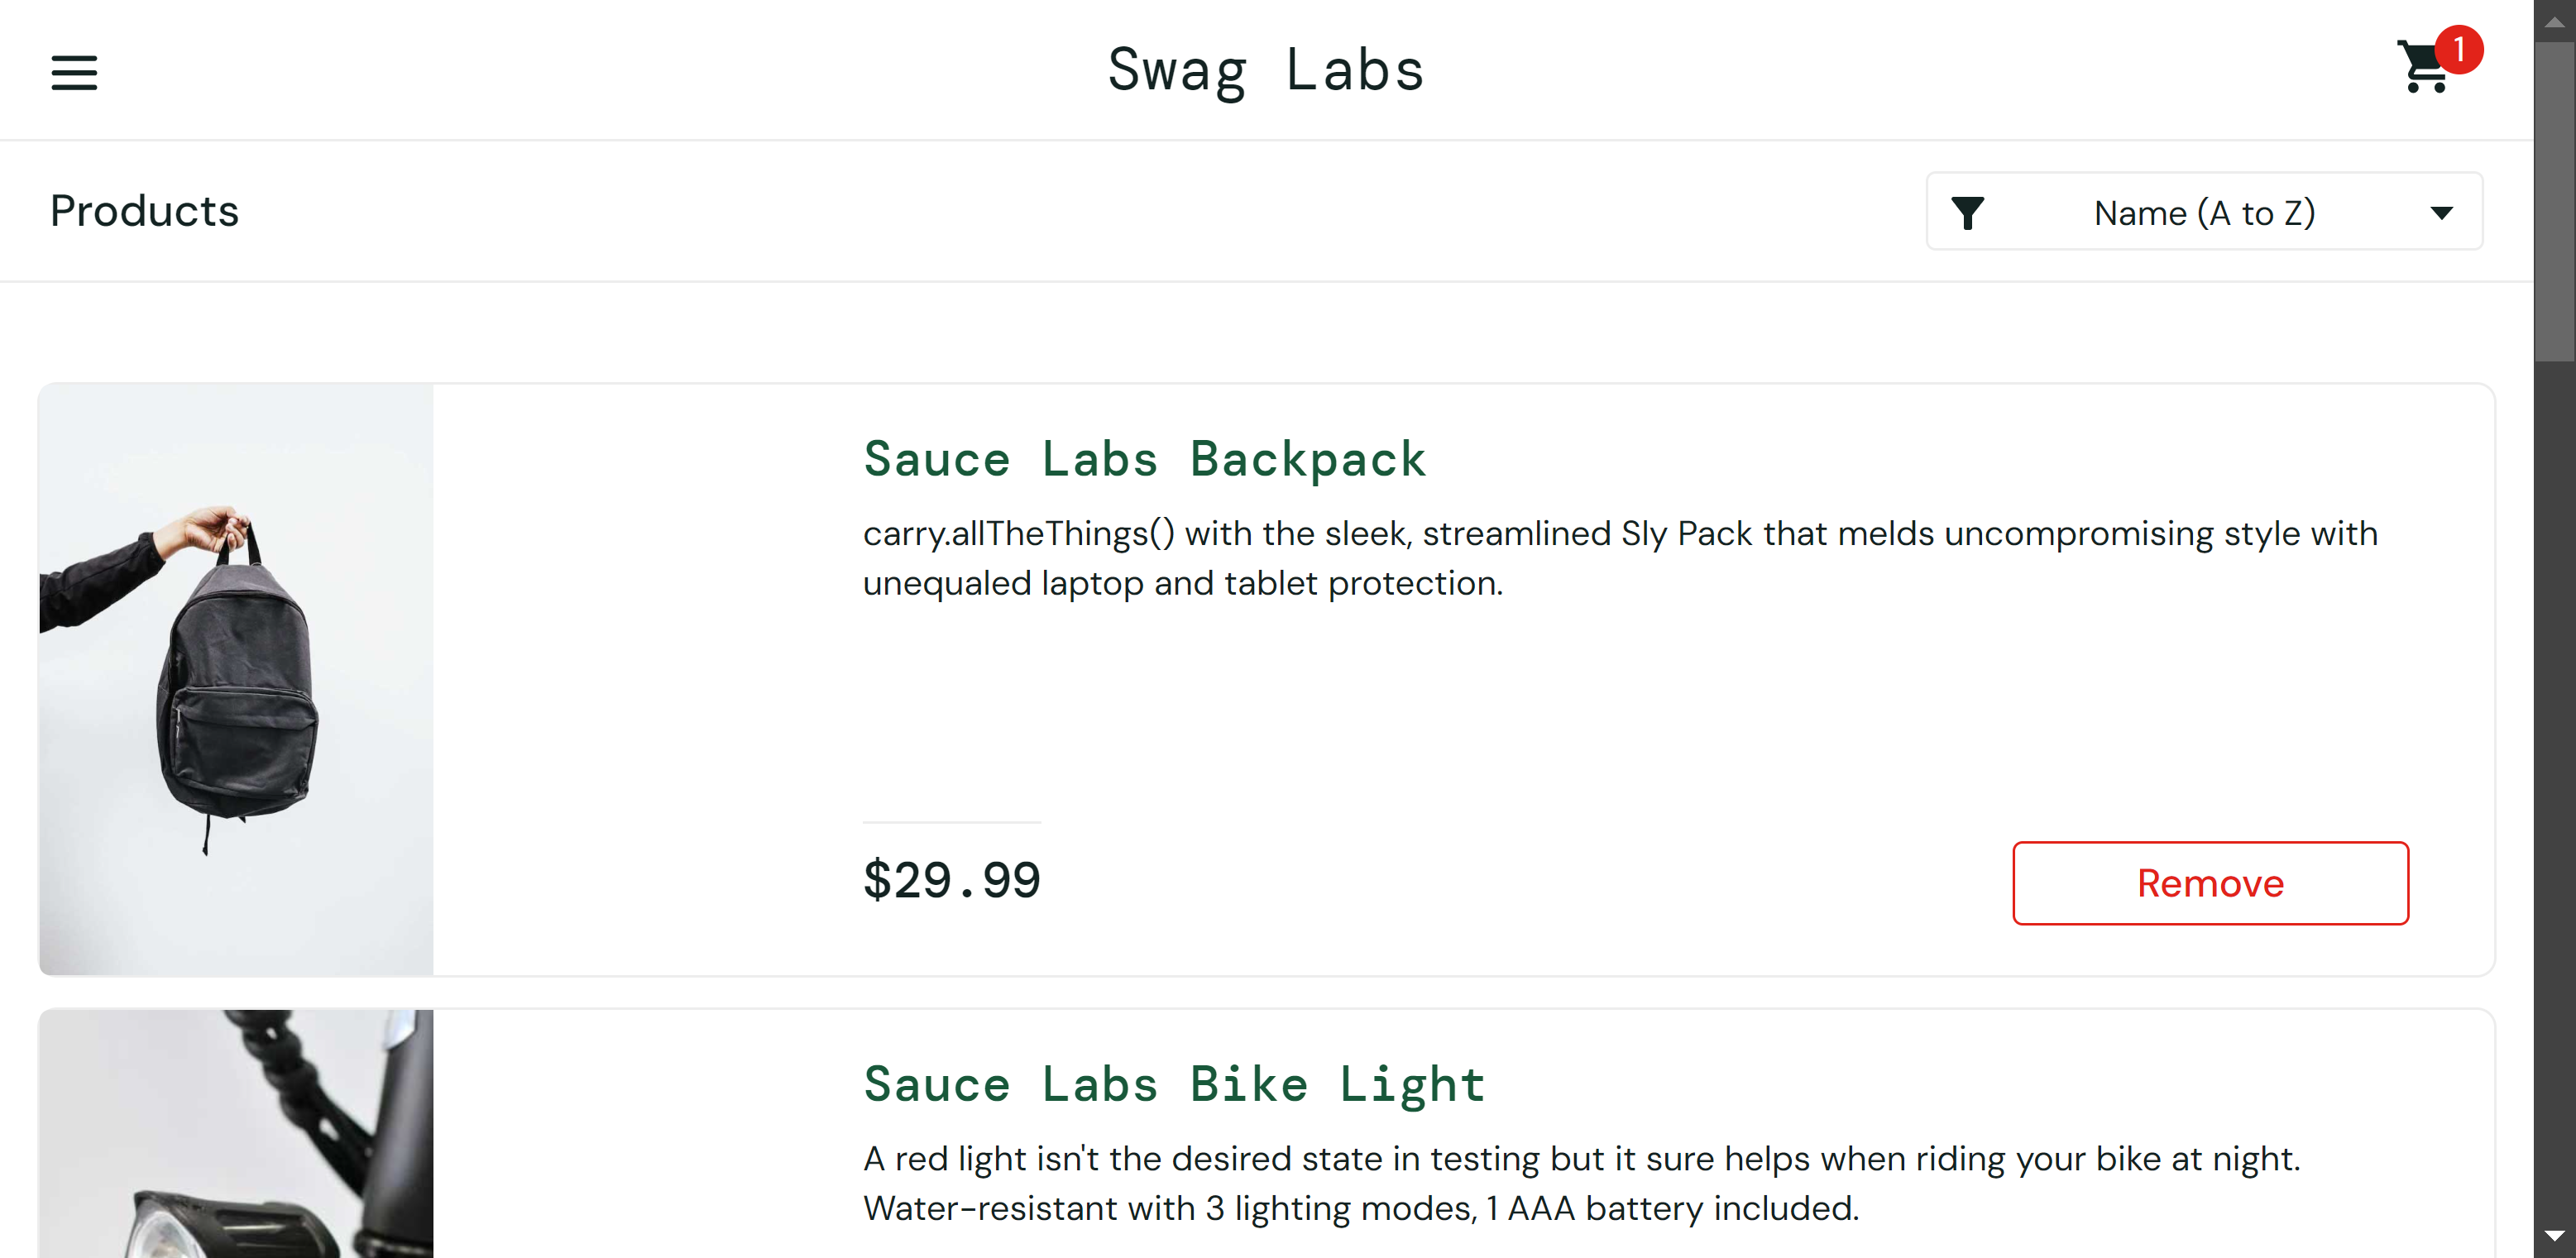 Swag Labs
1
Products
Name (A to Z)
Sauce Labs Backpack
carry.allTheThings() with the sleek, streamlined Sly Pack that melds uncompromising style with
unequaled laptop and tablet protection.
$29.99
Remove
Sauce Labs Bike Light
A red light isn't the desired state in testing but it sure helps when riding your bike at night.
Water-resistant with 3 lighting modes, 1 AAA battery included.